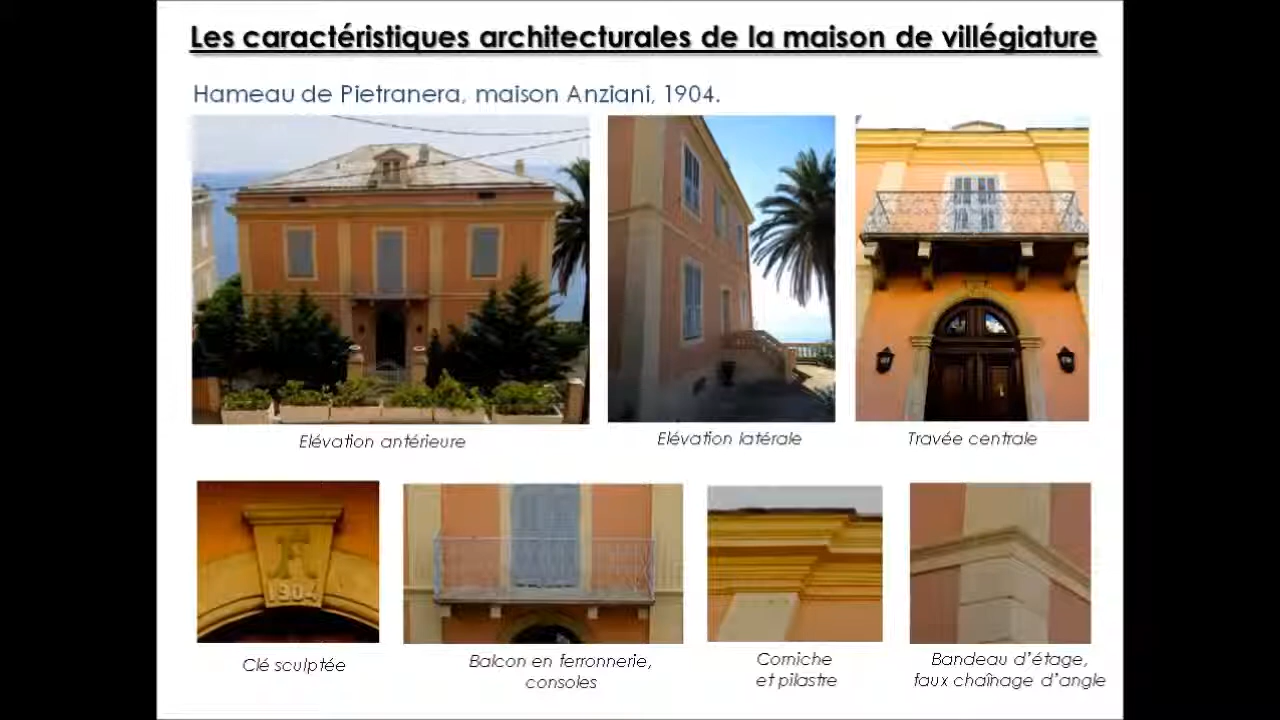 Les caractéristiques architecturales de la maison de villégiature
Hameau de Pietranera, maison Anziani, 1904.
Elévation antérieure
Elévation latérale
Travée centrale
1904
Clé sculptée
Balcon en ferronnerie,
consoles
Corniche
et pilastre
Bandeau d'étage,
faux chaînage d'angle